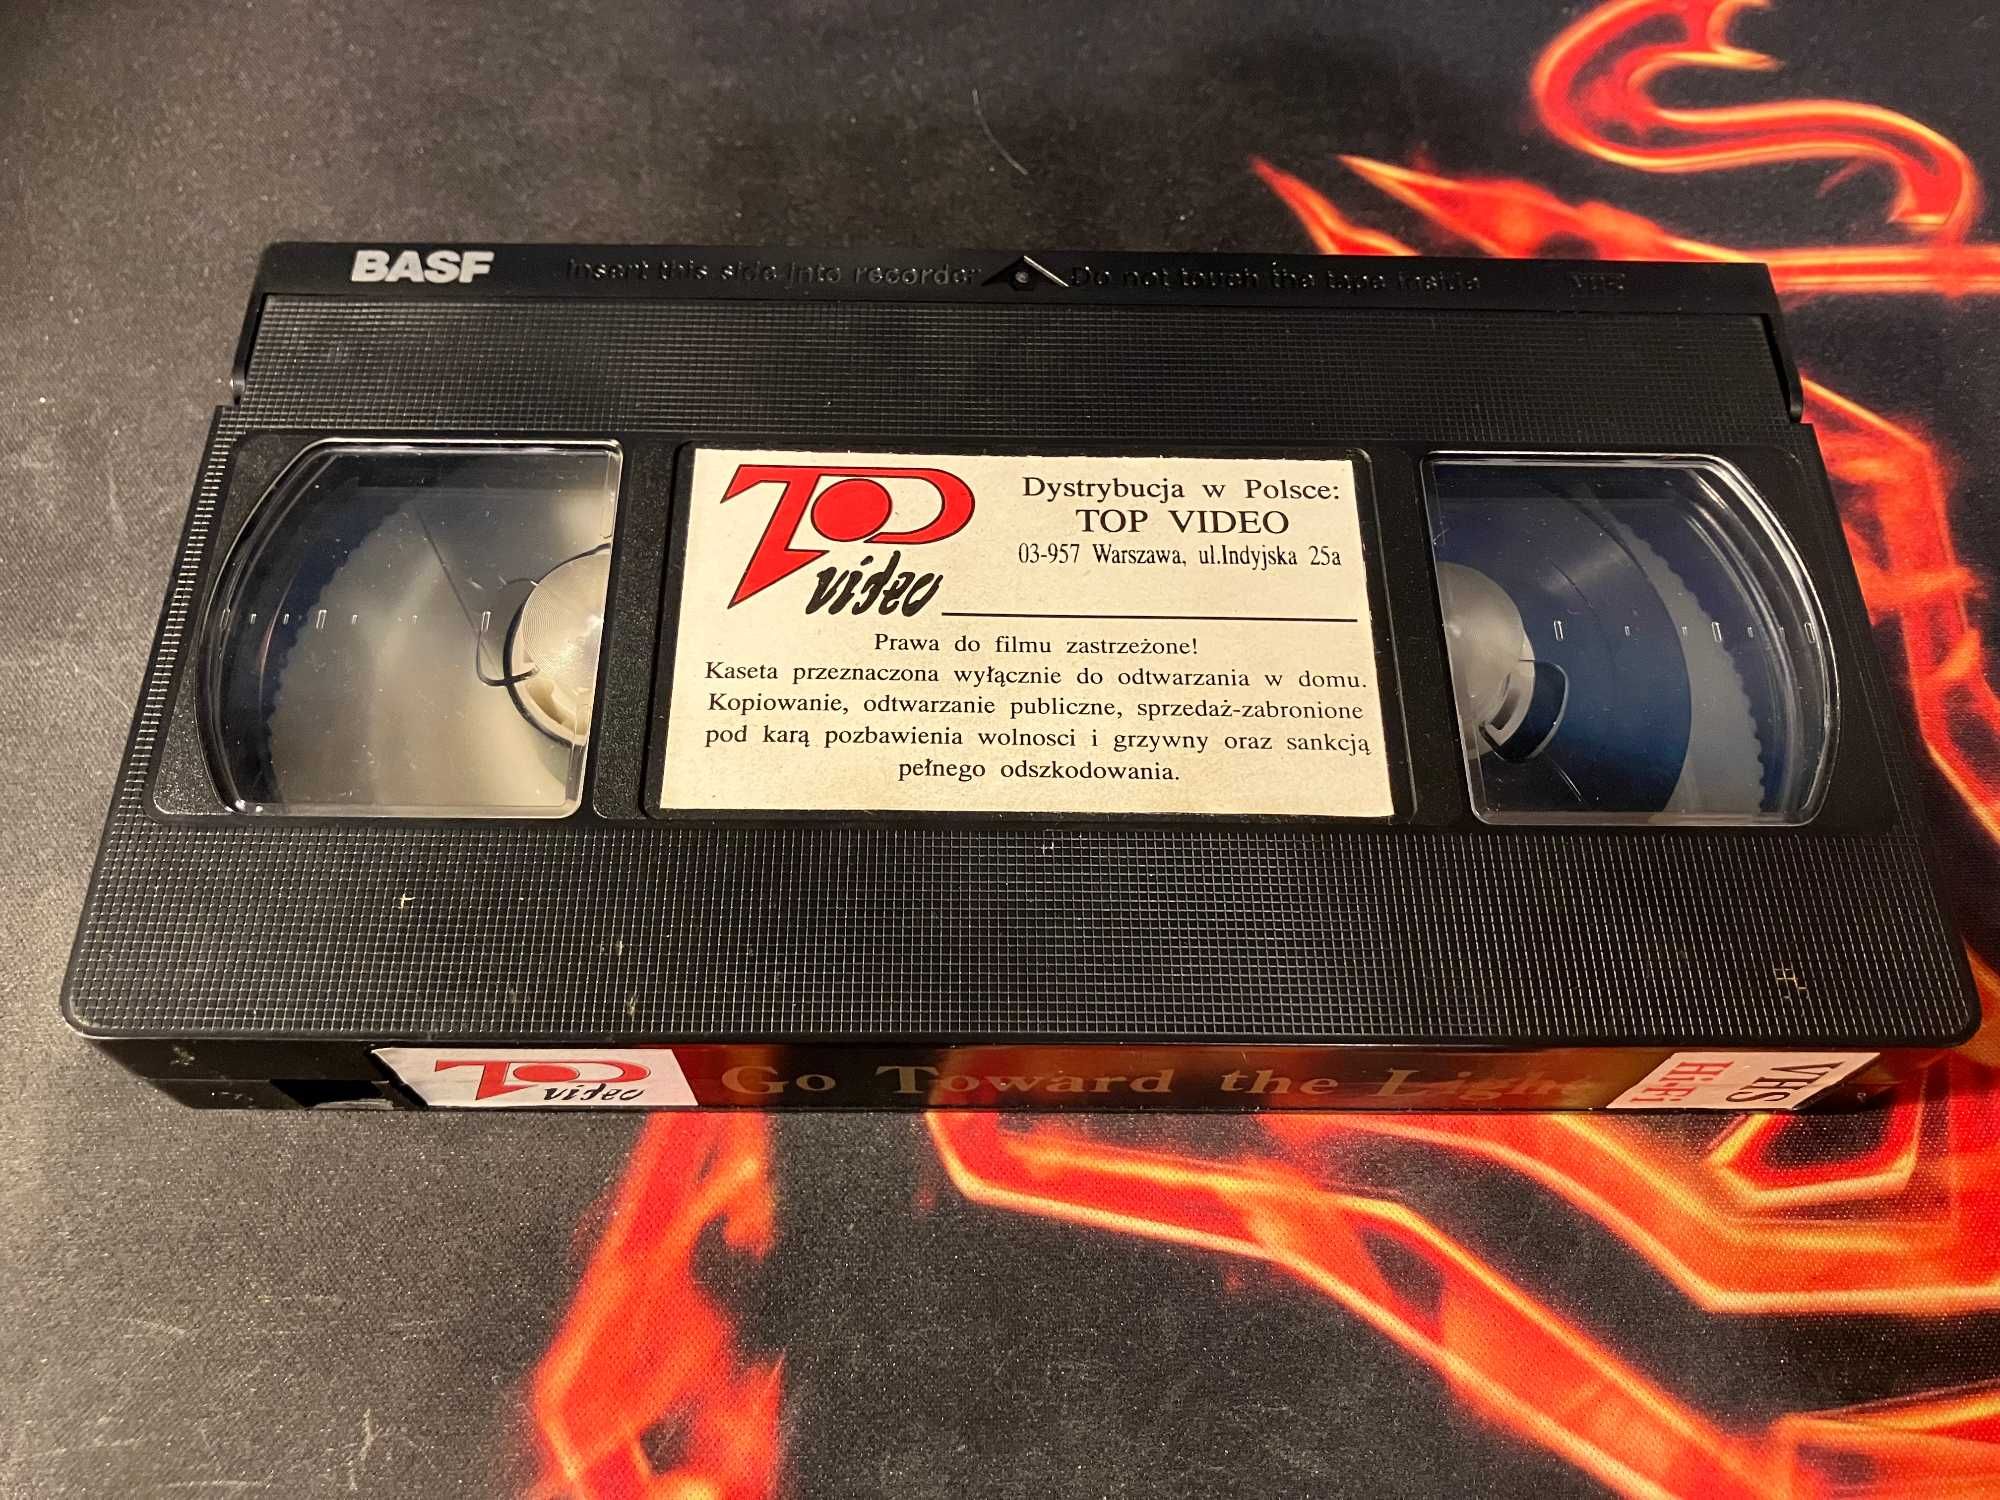 BASF
Insert this side into recorder Do not touch the tape inside VHS
TOP
video
Dystrybucja w Polsce:
TOP VIDEO
03-957 Warszawa, ul.Indyjska 25a
Prawa do filmu zastrzeżone!
Kaseta przeznaczona wyłącznie do odtwarzania w domu.
Kopiowanie, odtwarzanie publiczne, sprzedaż-zabronione
pod karą pozbawienia wolnosci i grzywny oraz sankcją
pełnego odszkodowania.
TOP
video
Go Toward the Light
VHS
Hi-Fi